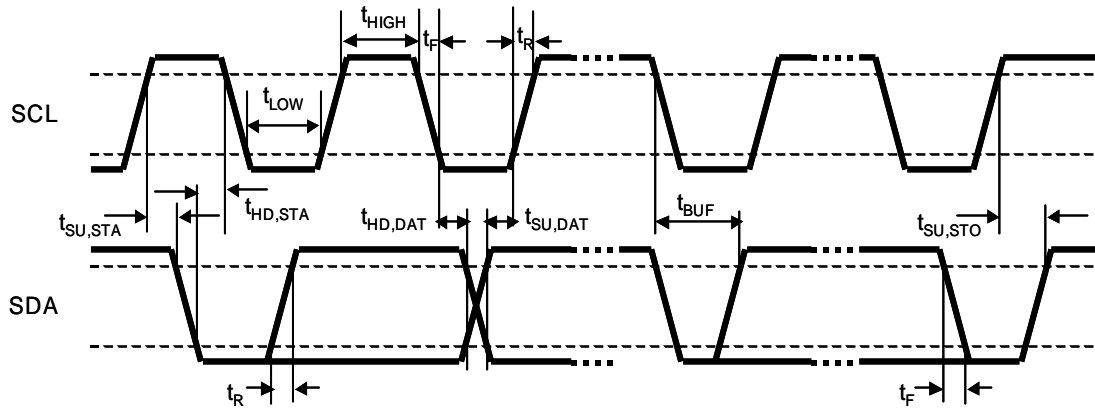 tHIGH
tF
tR
SCL
tLOW
tSU,STA
tHD,STA
tHD,DAT
tSU,DAT
tBUF
tSU,STO
SDA
tR
tF